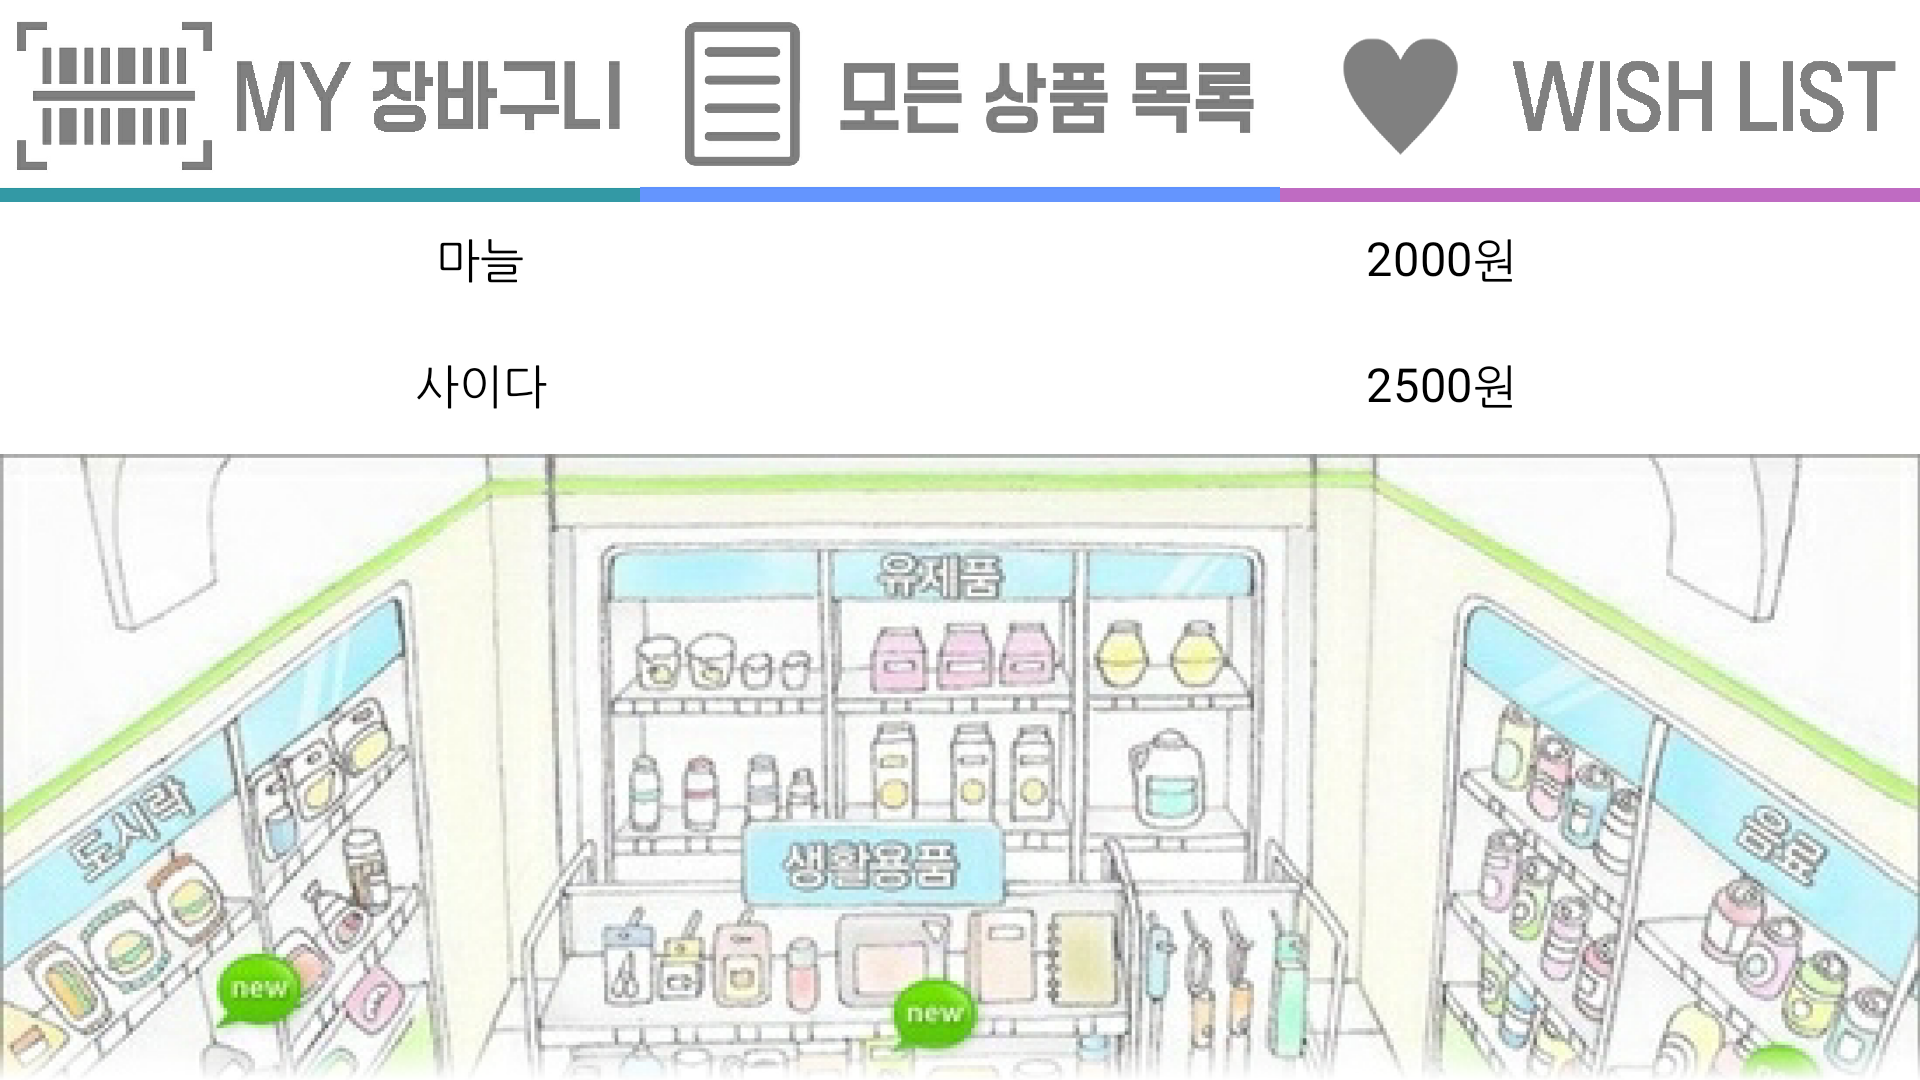 MY 장바구니
모든 상품 목록
WISH LIST
마늘 2000원
사이다 2500원
유제품
도시락
음료
생활용품
new
new